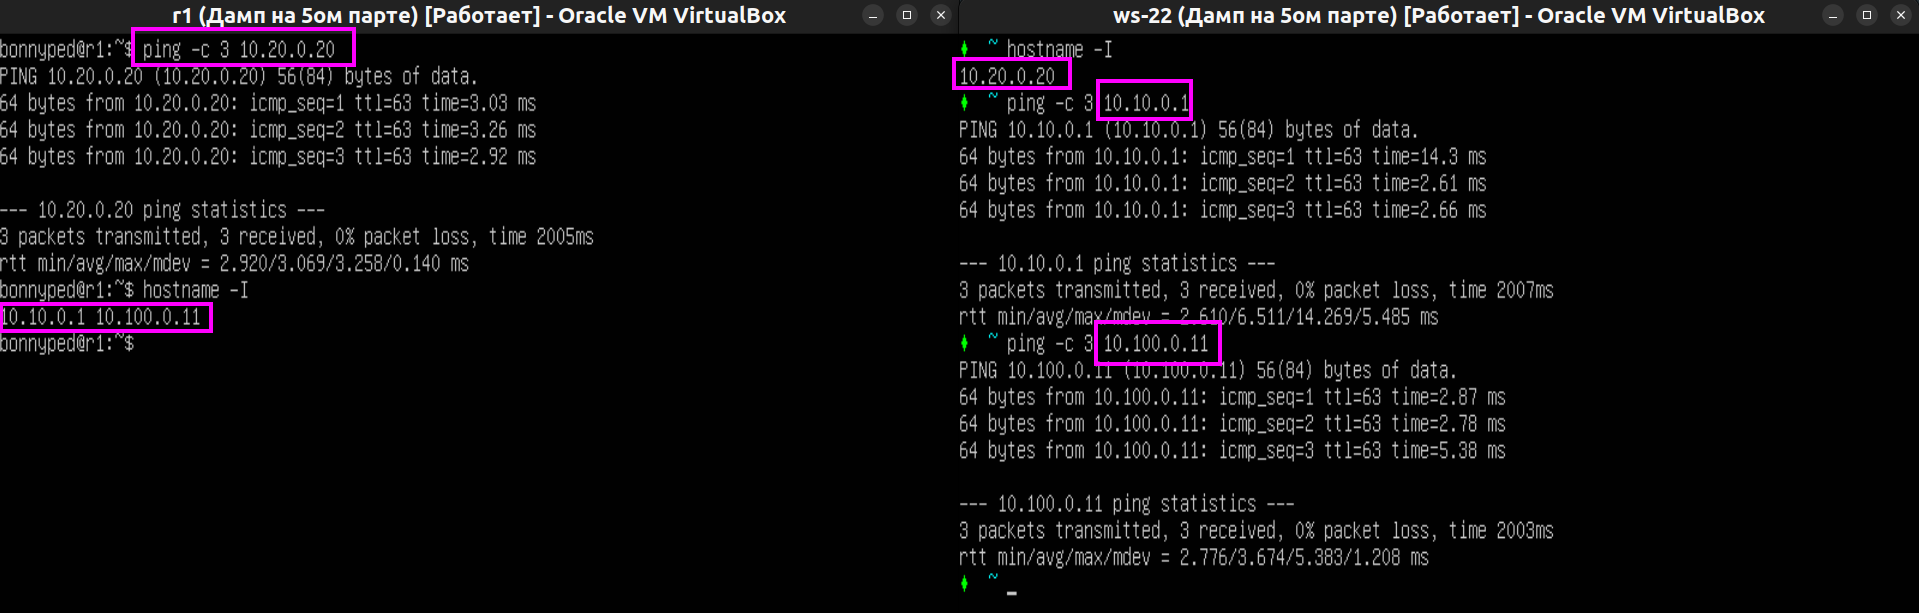 r1 (Дамп на 5ом парте) [Работает] - Oracle VM VirtualBox
bonnyped@r1:~$ ping -c 3 10.20.0.20
PING 10.20.0.20 (10.20.0.20) 56(84) bytes of data.
64 bytes from 10.20.0.20: icmp_seq=1 ttl=63 time=3.03 ms
64 bytes from 10.20.0.20: icmp_seq=2 ttl=63 time=3.26 ms
64 bytes from 10.20.0.20: icmp_seq=3 ttl=63 time=2.92 ms
--- 10.20.0.20 ping statistics ---
3 packets transmitted, 3 received, 0% packet loss, time 2005ms
rtt min/avg/max/mdev = 2.920/3.069/3.258/0.140 ms
bonnyped@r1:~$ hostname -I
10.10.0.1 10.100.0.11
bonnyped@r1:~$
ws-22 (Дамп на 5ом парте) [Работает] - Oracle VM VirtualBox
~ hostname -I
10.20.0.20
~ ping -c 3 10.10.0.1
PING 10.10.0.1 (10.10.0.1) 56(84) bytes of data.
64 bytes from 10.10.0.1: icmp_seq=1 ttl=63 time=14.3 ms
64 bytes from 10.10.0.1: icmp_seq=2 ttl=63 time=2.61 ms
64 bytes from 10.10.0.1: icmp_seq=3 ttl=63 time=2.66 ms
--- 10.10.0.1 ping statistics ---
3 packets transmitted, 3 received, 0% packet loss, time 2007ms
rtt min/avg/max/mdev = 2.610/6.511/14.269/5.485 ms
~ ping -c 3 10.100.0.11
PING 10.100.0.11 (10.100.0.11) 56(84) bytes of data.
64 bytes from 10.100.0.11: icmp_seq=1 ttl=63 time=2.87 ms
64 bytes from 10.100.0.11: icmp_seq=2 ttl=63 time=2.78 ms
64 bytes from 10.100.0.11: icmp_seq=3 ttl=63 time=5.38 ms
--- 10.100.0.11 ping statistics ---
3 packets transmitted, 3 received, 0% packet loss, time 2003ms
rtt min/avg/max/mdev = 2.776/3.674/5.383/1.208 ms
~ _